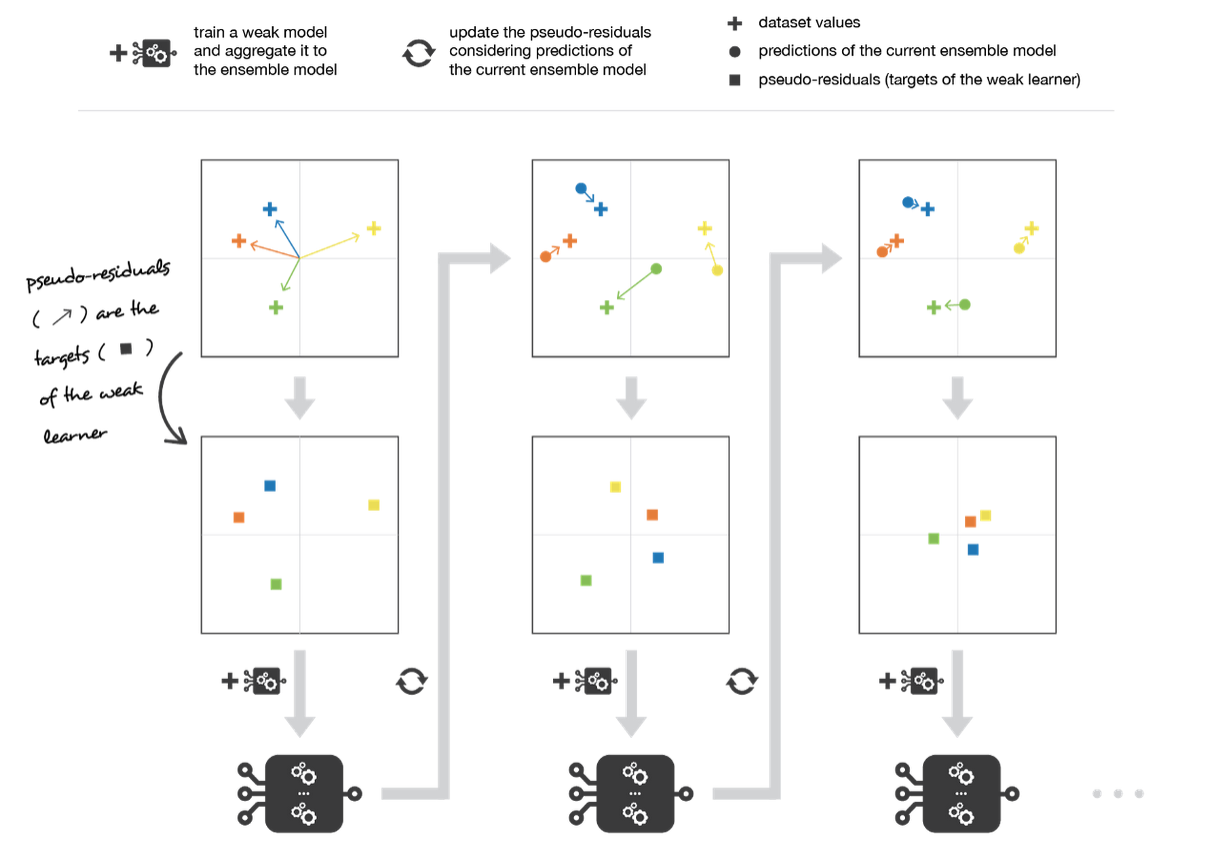 train a weak model
and aggregate it to
the ensemble model
update the pseudo-residuals
considering predictions of
the current ensemble model
dataset values
predictions of the current ensemble model
pseudo-residuals (targets of the weak learner)
pseudo-residuals
( ↗ ) are the
targets ( ■ )
of the weak
learner